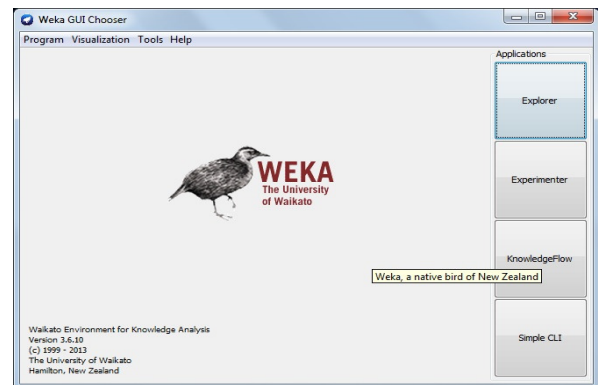 Weka GUI Chooser
Program Visualization Tools Help
Applications
Explorer
WEKA
The University
of Waikato
Experimenter
KnowledgeFlow
Weka, a native bird of New Zealand
Simple CLI
Waikato Environment for Knowledge Analysis
Version 3.6.10
(c) 1999 - 2013
The University of Waikato
Hamilton, New Zealand